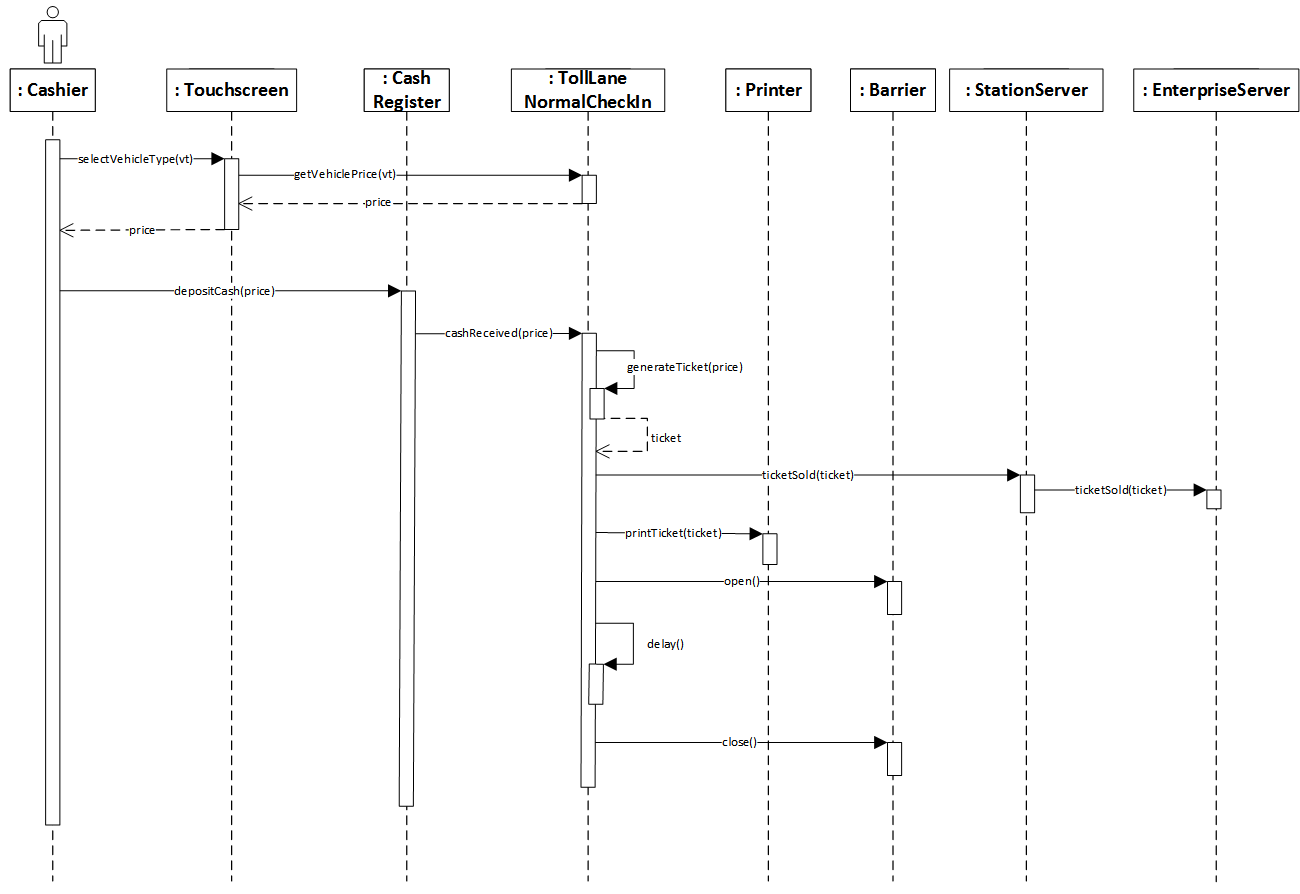 : Cashier
: Touchscreen
: Cash
Register
: TollLane
NormalCheckIn
: Printer
: Barrier
: StationServer
: EnterpriseServer
selectVehicleType(vt)
getVehiclePrice(vt)
price
price
depositCash(price)
cashReceived(price)
generateTicket(price)
ticket
ticketSold(ticket)
ticketSold(ticket)
printTicket(ticket)
open()
delay()
close()